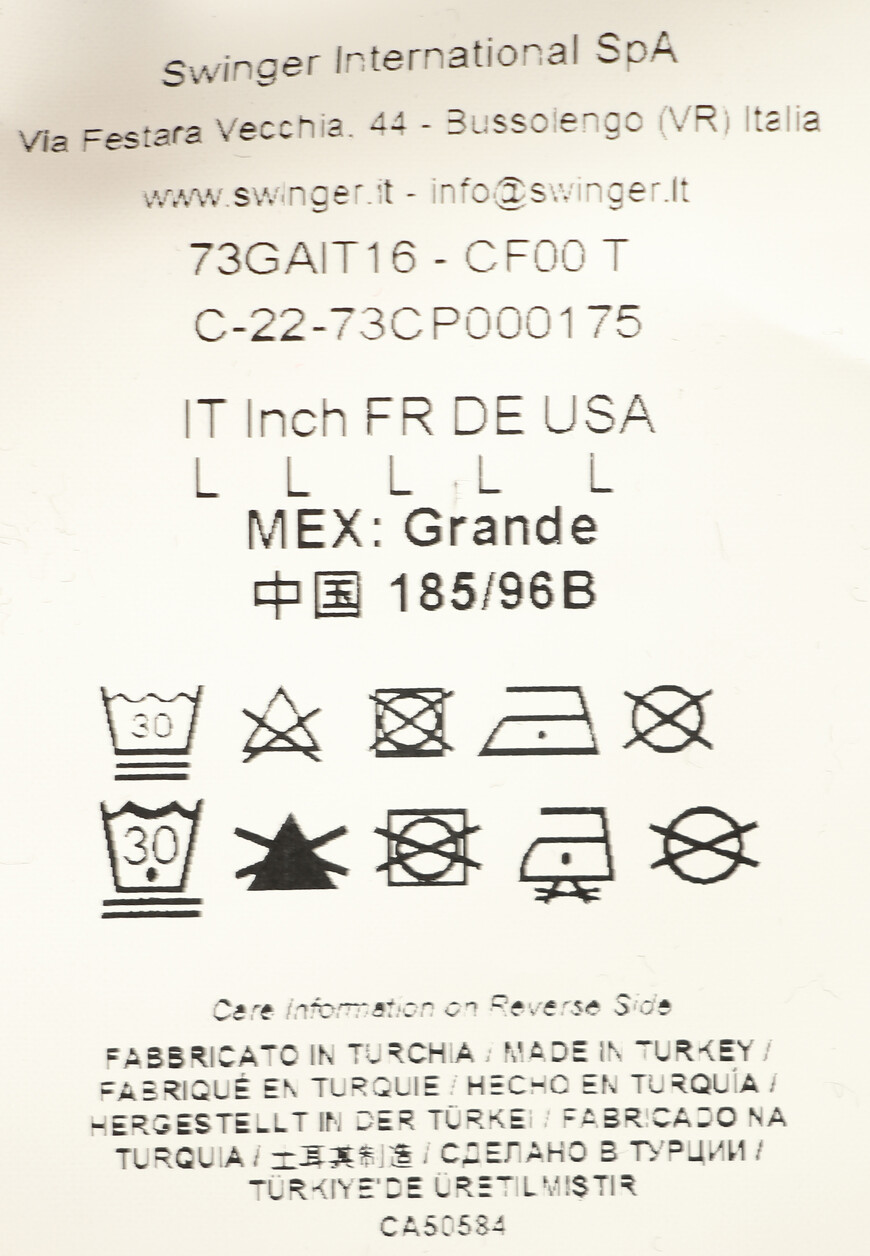 Swinger International SpA
Via Festara Vecchia. 44 - Bussolengo (VR) Italia
www.swinger.it - info@swinger.it
73GAIT16 - CF00 T
C-22-73CP000175
IT Inch FR DE USA
L L L L L
MEX: Grande
中国 185/96B
30
30
Care Information on Reverse Side
FABBRICATO IN TURCHIA / MADE IN TURKEY /
FABRIQUÉ EN TURQUIE / HECHO EN TURQUÍA /
HERGESTELLT IN DER TÜRKEI / FABRICADO NA
TURQUIA / 土耳其制造 / СДЕЛАНО В ТУРЦИИ /
TÜRKIYE'DE ÜRETILMIŞTIR
CA50584